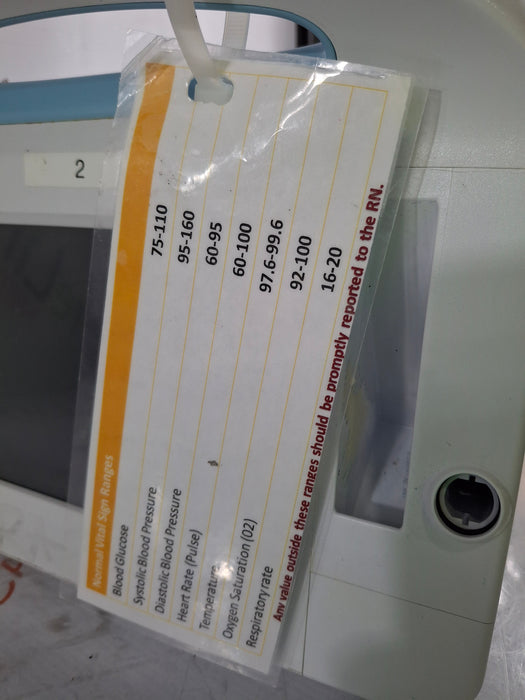 2
Normal Vital Sign Ranges
Blood Glucose 75-110
Systolic Blood Pressure 95-160
Diastolic Blood Pressure 60-95
Heart Rate (Pulse) 60-100
Temperature 97.6-99.6
Oxygen Saturation (O2) 92-100
Respiratory rate 16-20
Any value outside these ranges should be promptly reported to the RN.